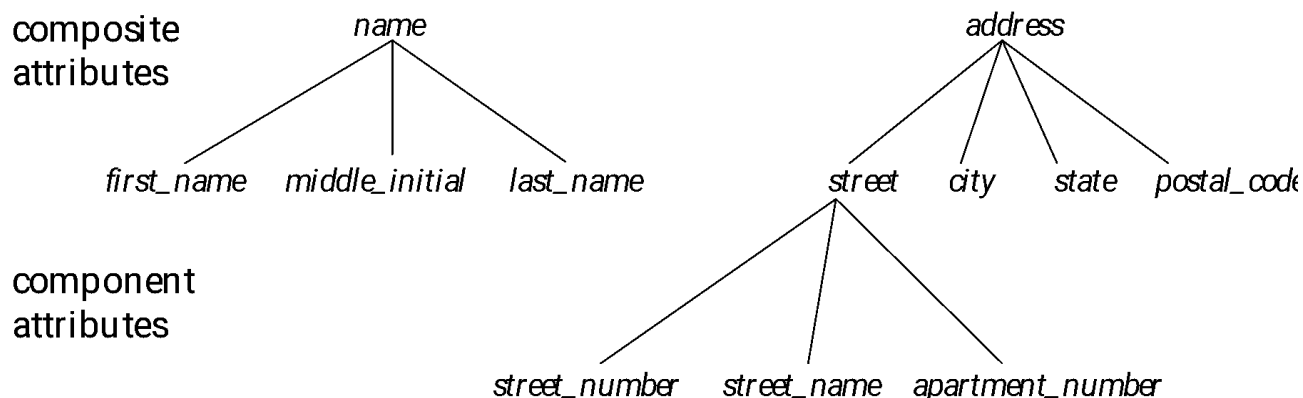 composite
attributes
name
address
first_name middle_initial last_name
street city state postal_code
component
attributes
street_number street_name apartment_number